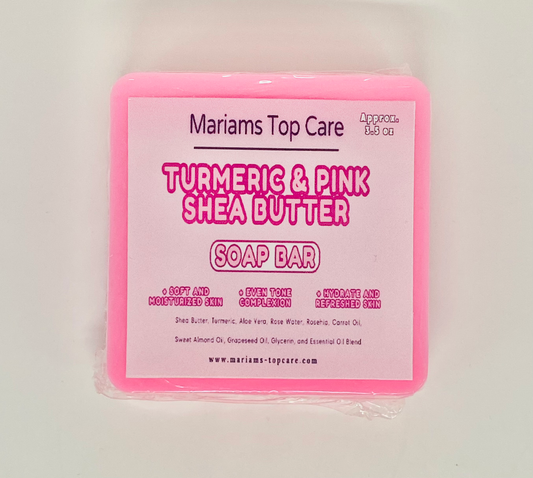 Mariams Top Care
Approx.
3.5 oz
TURMERIC & PINK
SHEA BUTTER
SOAP BAR
+ SOFT AND
MOISTURIZED SKIN
+ EVEN TONE
COMPLEXION
+ HYDRATE AND
REFRESHED SKIN
Shea Butter, Turmeric, Aloe Vera, Rose Water, Rosehip, Carrot Oil,
Sweet Almond Oil, Grapeseed Oil, Glycerin, and Essential Oil Blend
www.mariams-topcare.com